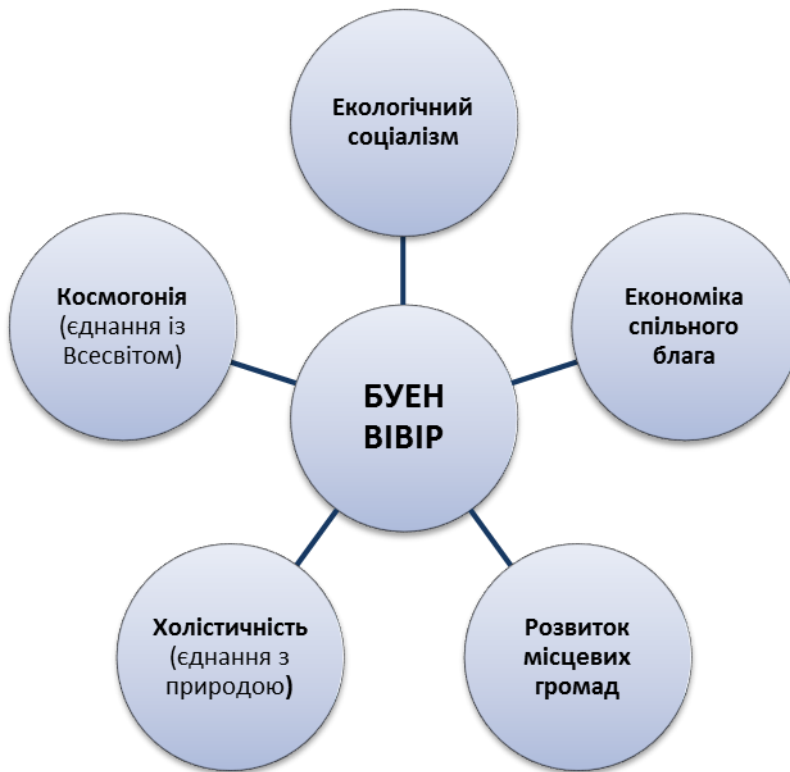 Екологічний
соціалізм
Космогонія
(єднання із
Всесвітом)
Економіка
спільного
блага
БУЕН
ВІВІР
Холістичність
(єднання з
природою)
Розвиток
місцевих
громад